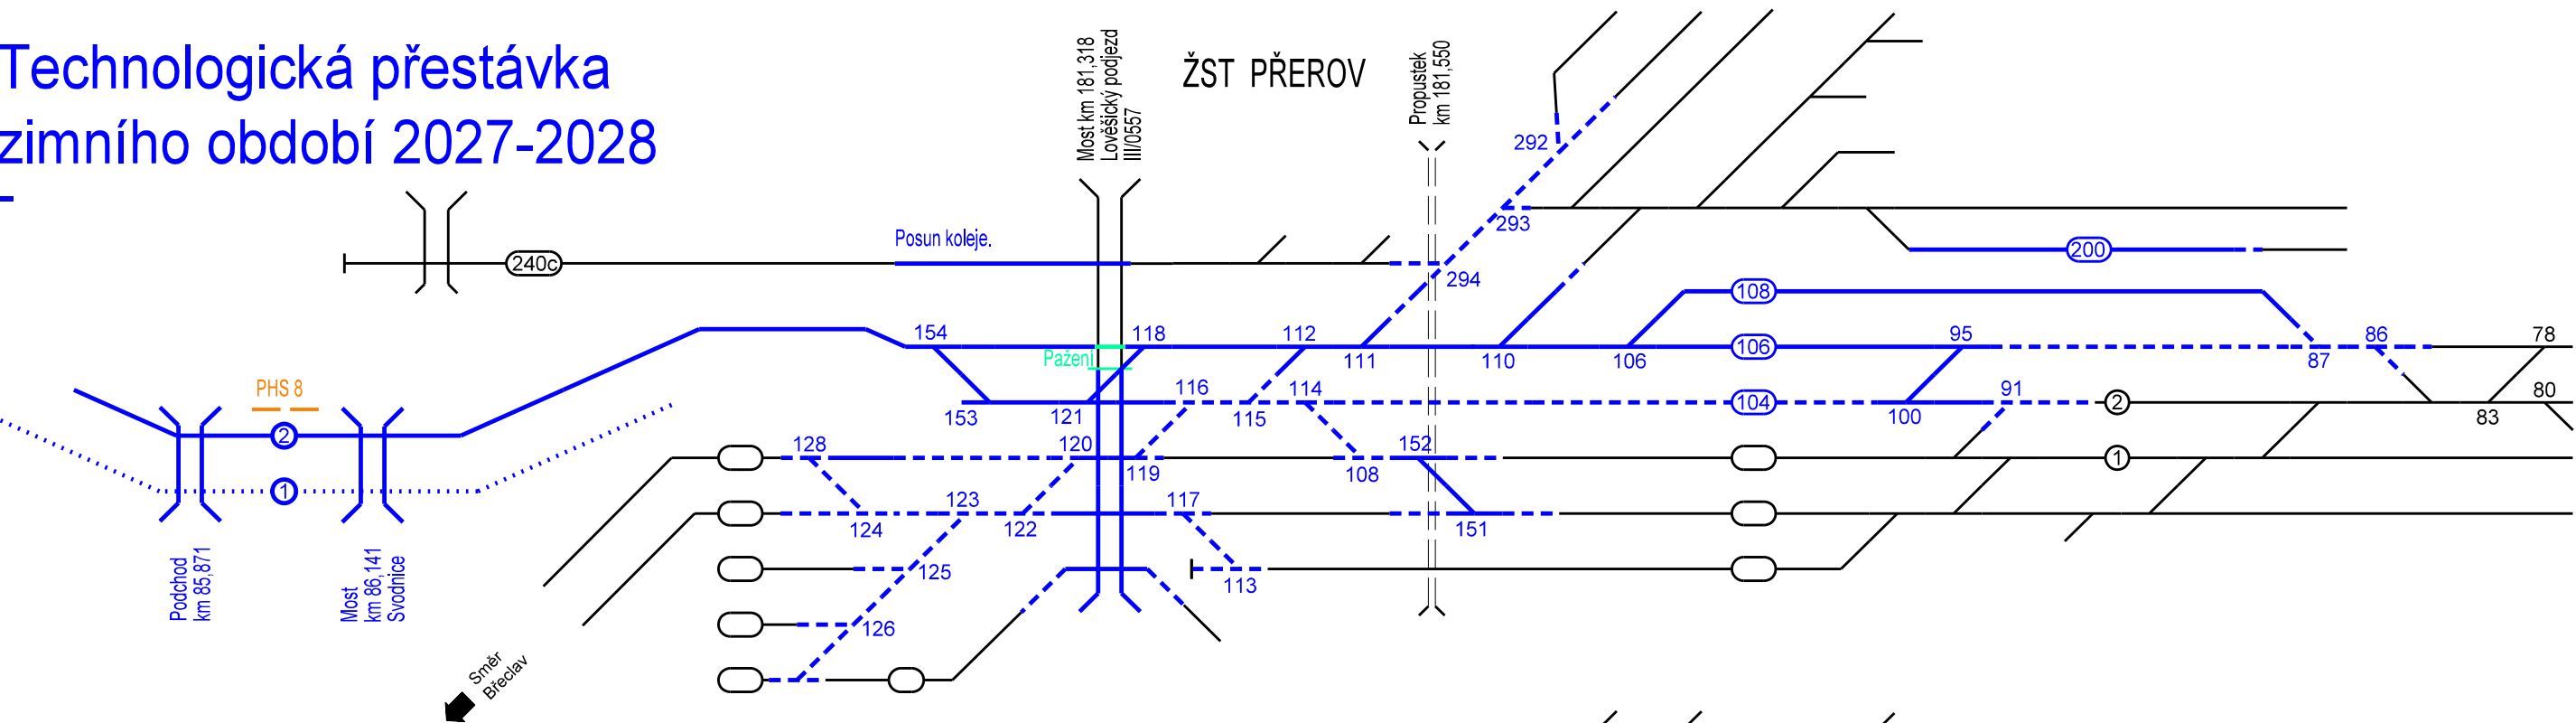 Technologická přestávka
zimního období 2027-2028
Most km 181,318
Lověšický podjezd
III/0557
ŽST PŘEROV
Propustek
km 181,550
292
293
294
Posun koleje.
240c
200
108
154
118
112
111
110
106
106
95
87
86
78
Pažení
PHS 8
153
121
116
115
114
104
100
91
2
83
80
2
1
128
120
119
108
152
1
124
123
122
117
151
125
113
126
Podchod
km 85,871
Most
km 86,141
Svodnice
Směr
Břeclav